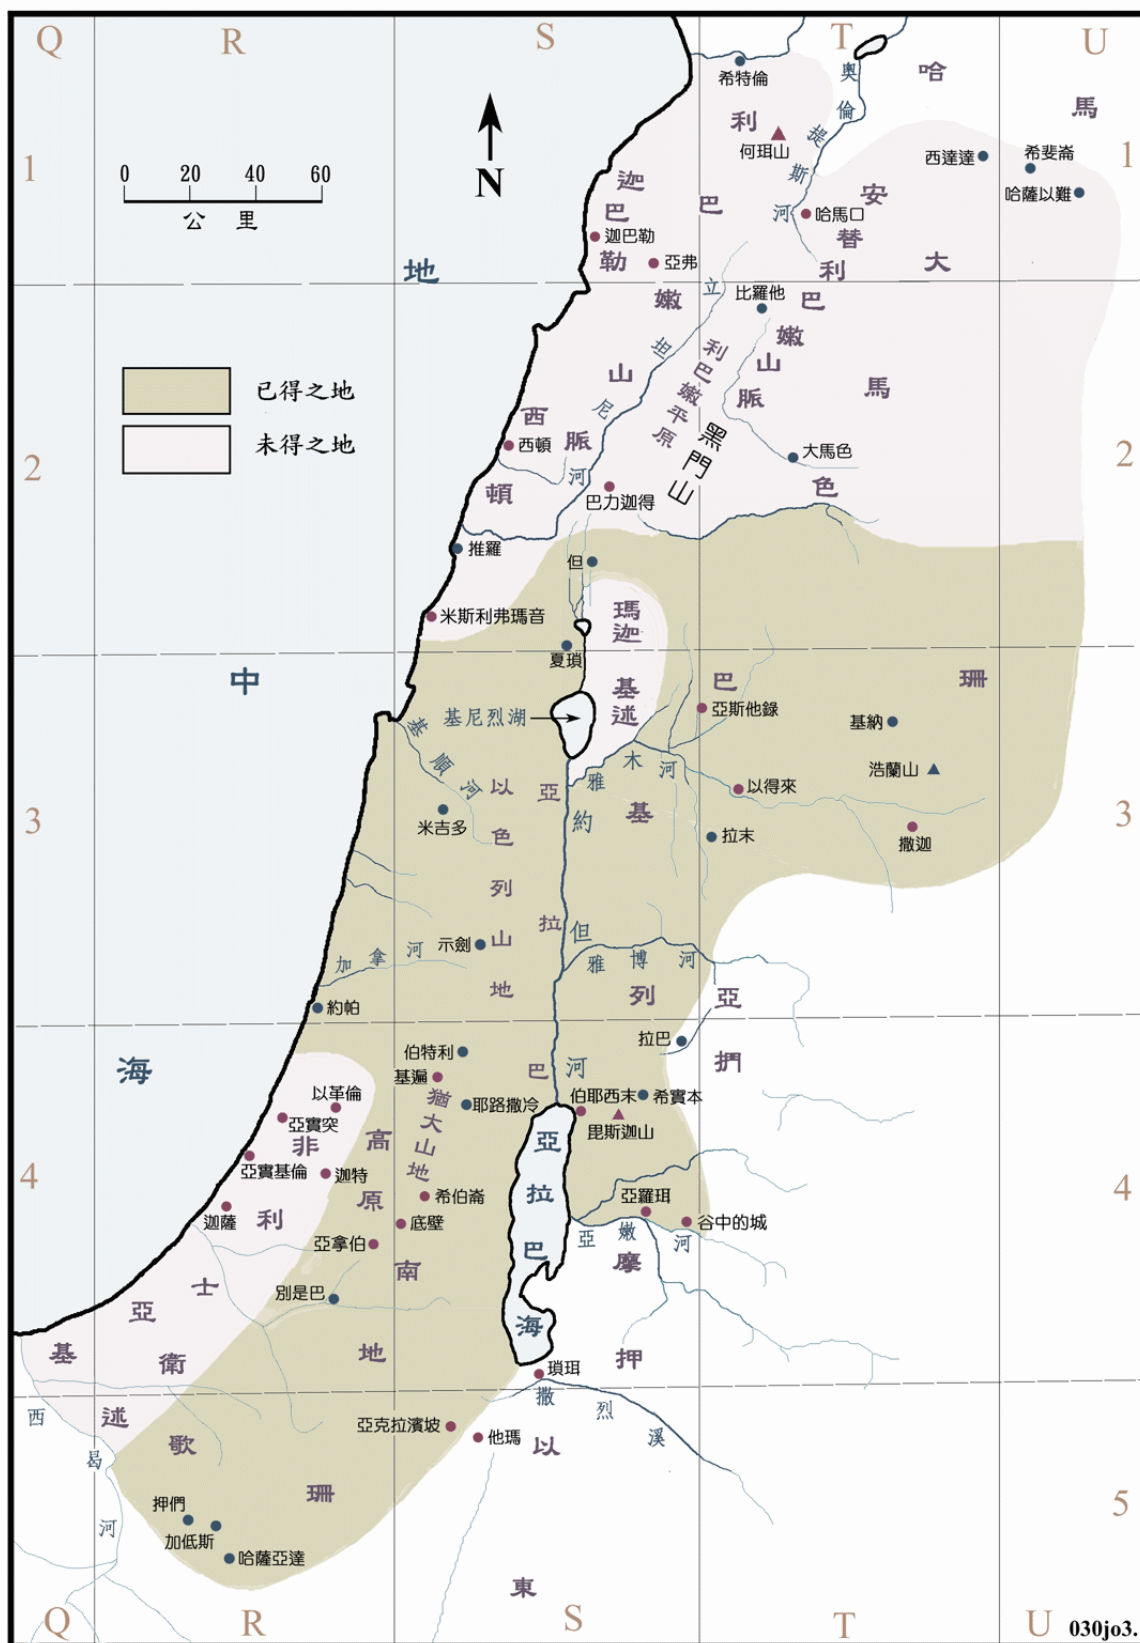 Q R S T U
1
2
3
4
5
1
2
3
4
5
Q R S T U
0 20 40 60
公 里
N
已得之地
未得之地
地
中
海
希特倫
奧倫提斯河
哈馬
利巴嫩山脈
何珥山
西達達
希斐崙
哈薩以難
迦巴勒
迦巴勒
亞弗
哈馬口
安替利巴嫩山脈
大馬色
比羅他
立坦尼河
利巴嫩平原
黑門山
西頓
西頓
大馬色
巴力迦得
推羅
但
米斯利弗瑪音
瑪迦
夏瑣
基述
基尼烈湖
巴珊
亞斯他錄
基納
浩蘭山
基順河
雅木河
以得來
米吉多
拉末
撒迦
以色列山地
亞拉巴
基列
約但河
示劍
加拿河
雅博河
約帕
亞捫
拉巴
伯特利
基遍
耶路撒冷
伯耶西末
希實本
毘斯迦山
以革倫
亞實突
亞實基倫
迦特
迦薩
非利士
高原
猶大山地
希伯崙
底壁
亞拿伯
別是巴
亞拉巴海
亞羅珥
谷中的城
亞嫩河
摩押
南地
亞衛
基述
瑣珥
撒烈溪
西曷河
歌珊
亞克拉濱坡
他瑪
以東
押們
加低斯
哈薩亞達
030jo3.